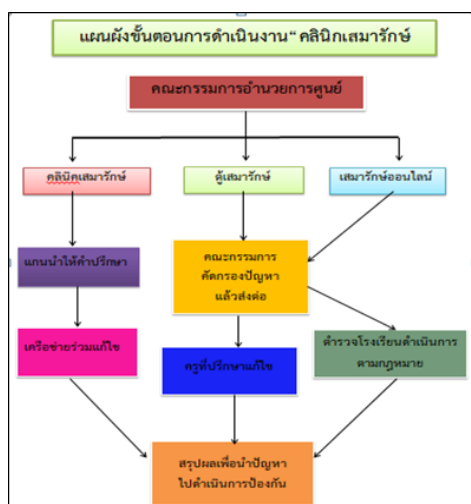 แผนผังขั้นตอนการดำเนินงาน“ คลินิกเสมารักษ์
คณะกรรมการอำนวยการศูนย์
คลินิคเสมารักษ์
ตู้เสมารักษ์
เสมารักษ์ออนไลน์
แกนนำให้คำปรึกษา
คณะกรรมการ
คัดกรองปัญหา
แล้วส่งต่อ
เครือข่ายร่วมแก้ไข
ครูที่ปรึกษาแก้ไข
ตำรวจโรงเรียนดำเนินการ
ตามกฎหมาย
สรุปผลเพื่อนำปัญหา
ไปดำเนินการป้องกัน